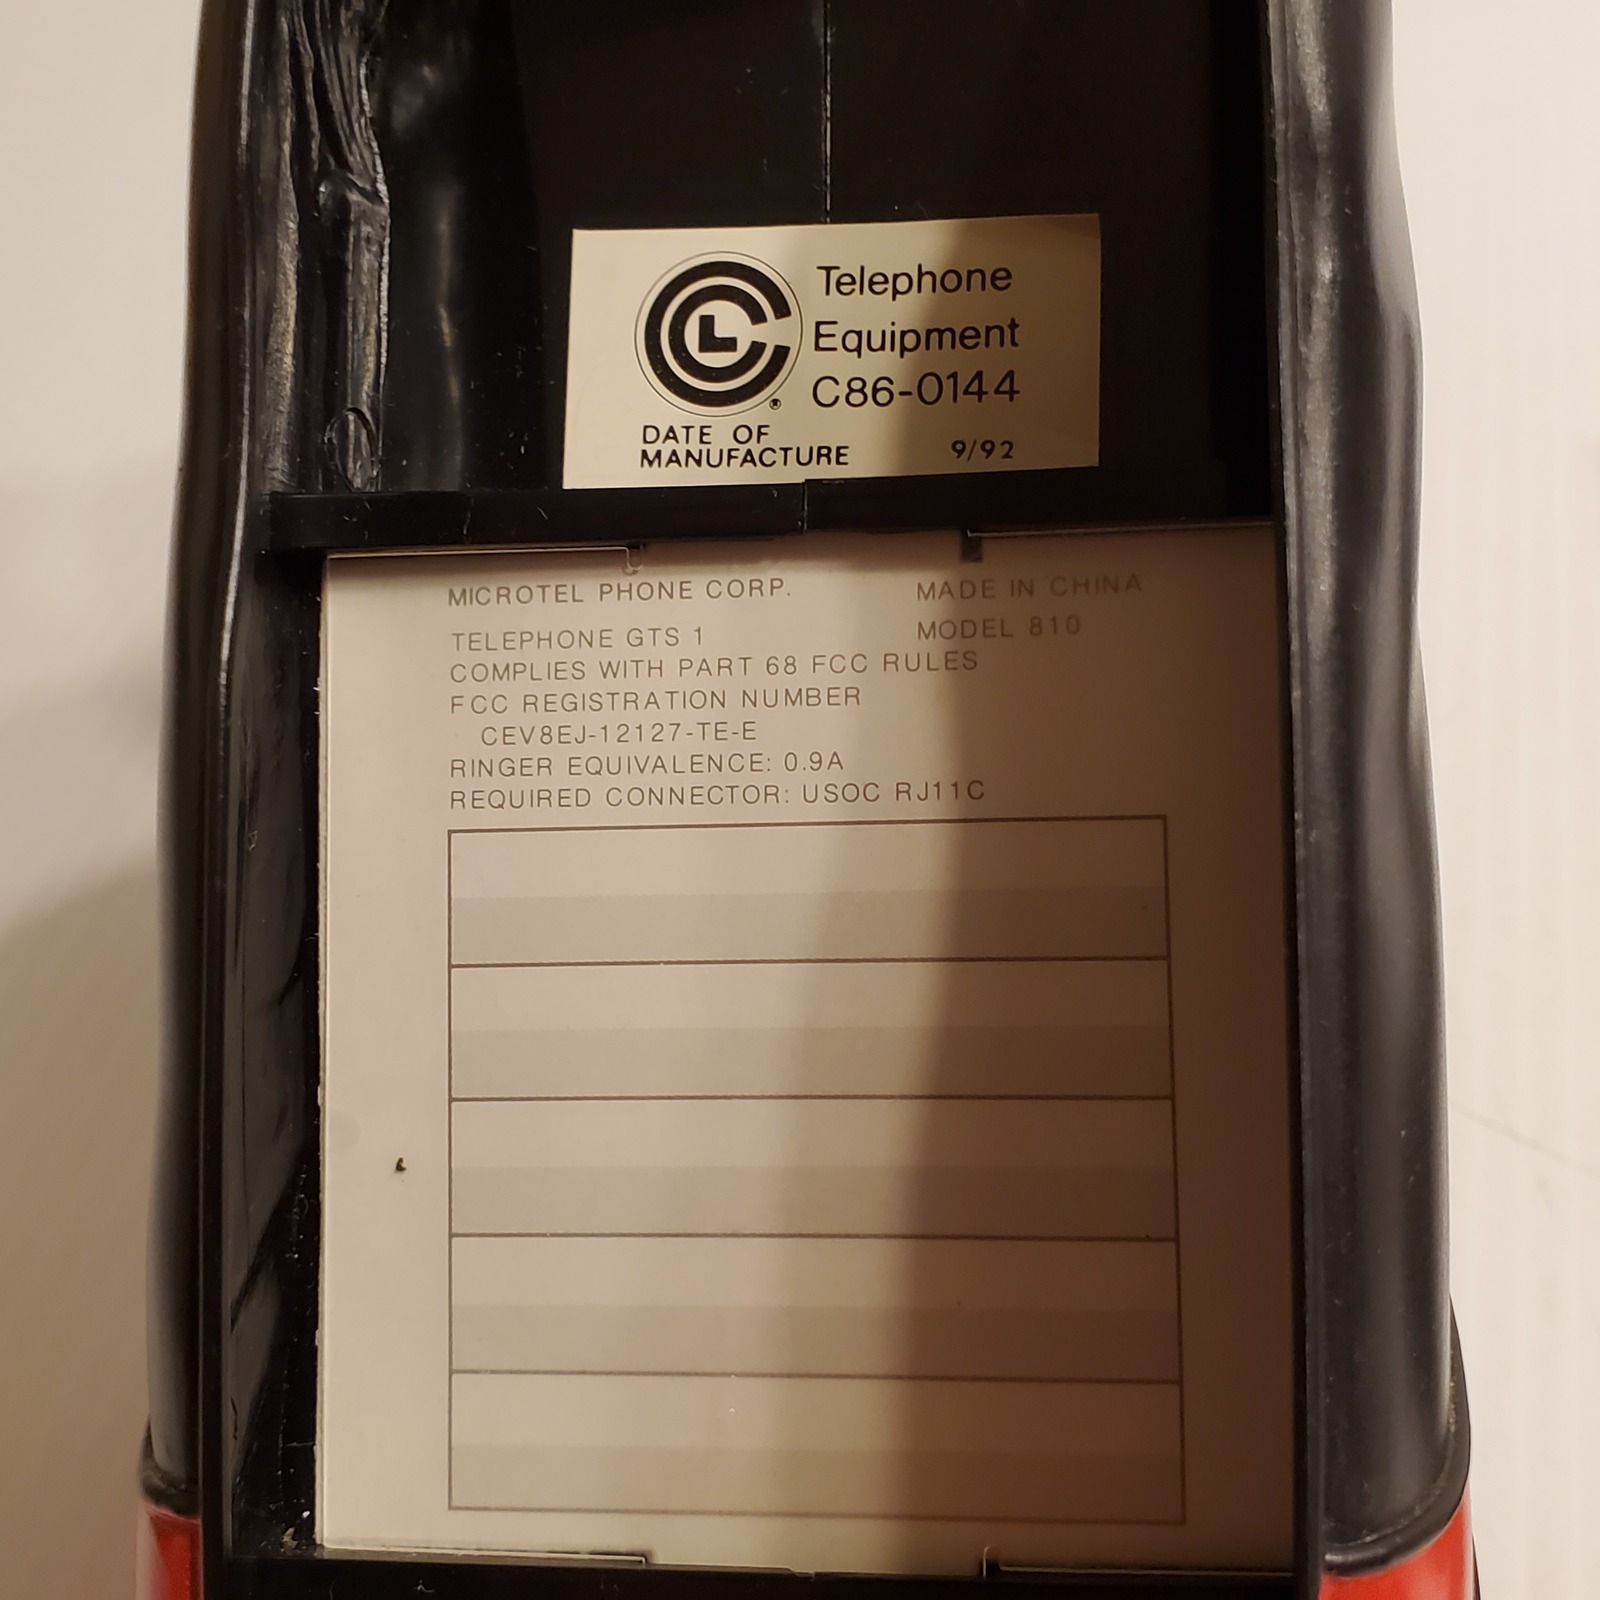 CCL
Telephone
Equipment
C86-0144
DATE OF
MANUFACTURE 9/92
MICROTEL PHONE CORP. MADE IN CHINA
TELEPHONE GTS 1 MODEL 810
COMPLIES WITH PART 68 FCC RULES
FCC REGISTRATION NUMBER
CEV8EJ-12127-TE-E
RINGER EQUIVALENCE: 0.9A
REQUIRED CONNECTOR: USOC RJ11C